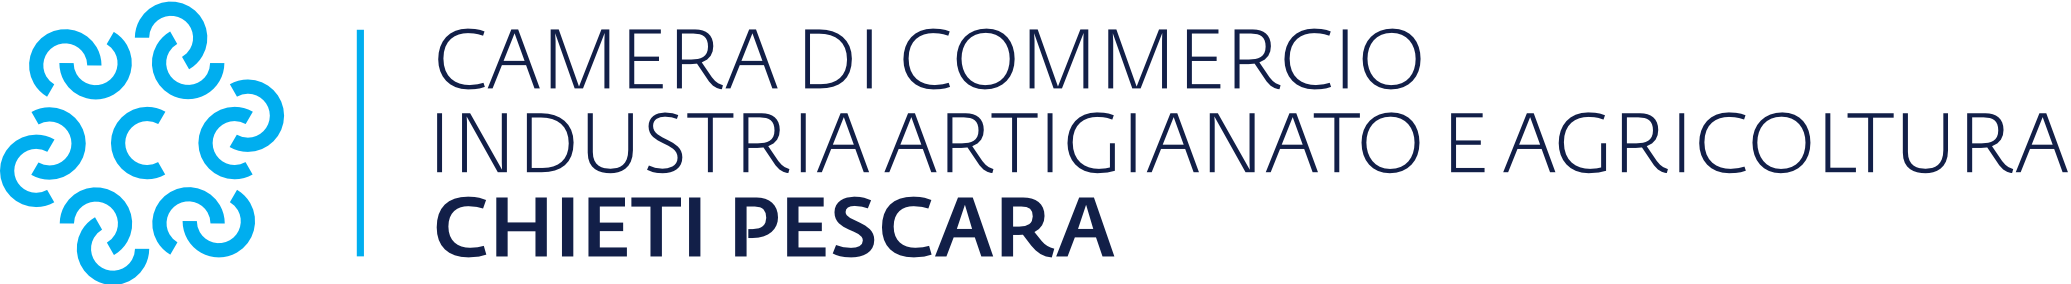 CAMERA DI COMMERCIO
INDUSTRIA ARTIGIANATO E AGRICOLTURA
CHIETI PESCARA